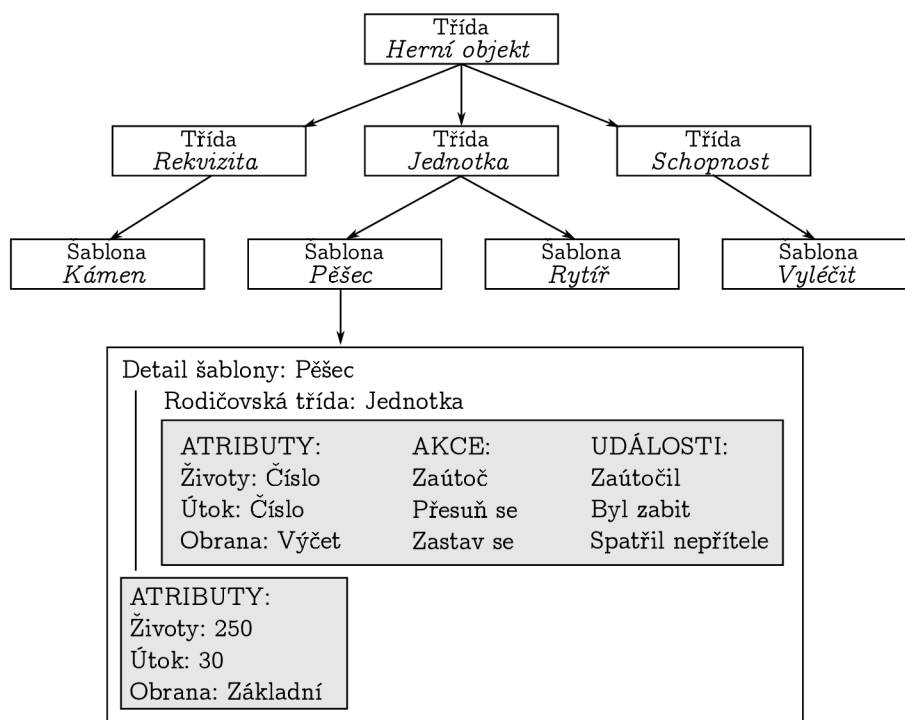 Třída
Herní objekt
Třída
Rekvizita
Třída
Jednotka
Třída
Schopnost
Šablona
Kámen
Šablona
Pěšec
Šablona
Rytíř
Šablona
Vyléčit
Detail šablony: Pěšec
Rodičovská třída: Jednotka
ATRIBUTY:
Životy: Číslo
Útok: Číslo
Obrana: Výčet
AKCE:
Zaútoč
Přesuň se
Zastav se
UDÁLOSTI:
Zaútočil
Byl zabit
Spatřil nepřítele
ATRIBUTY:
Životy: 250
Útok: 30
Obrana: Základní